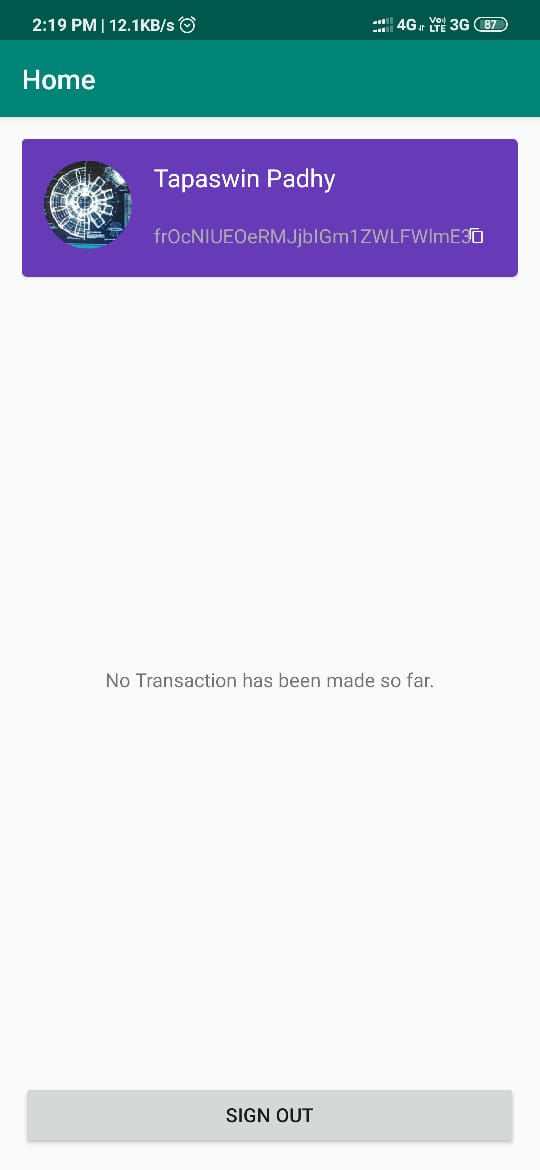 2:19 PM | 12.1KB/s 4G Vo) LTE 3G 87
Home
Tapaswin Padhy
No Transaction has been made so far.
SIGN OUT